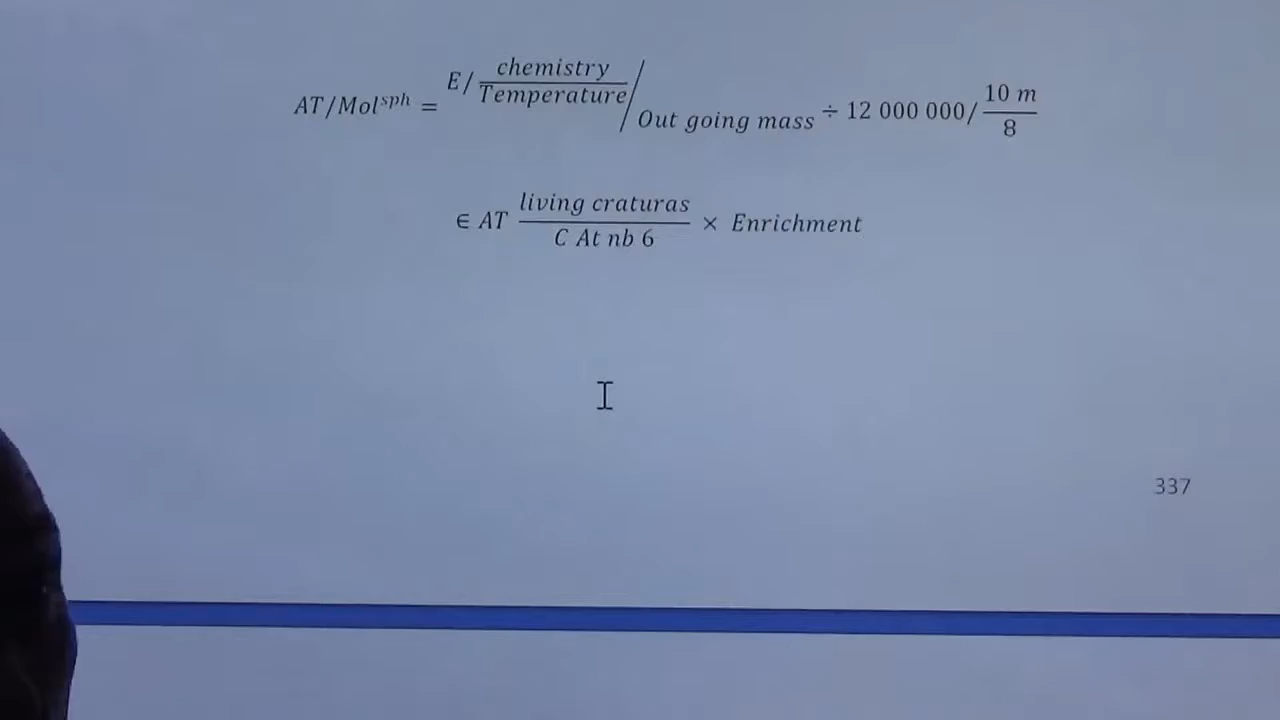 AT/Mol^sph = E/ chemistry/Temperature / Out going mass ÷ 12 000 000/ 10 m/8
∈ AT living craturas/C At nb 6 × Enrichment
337